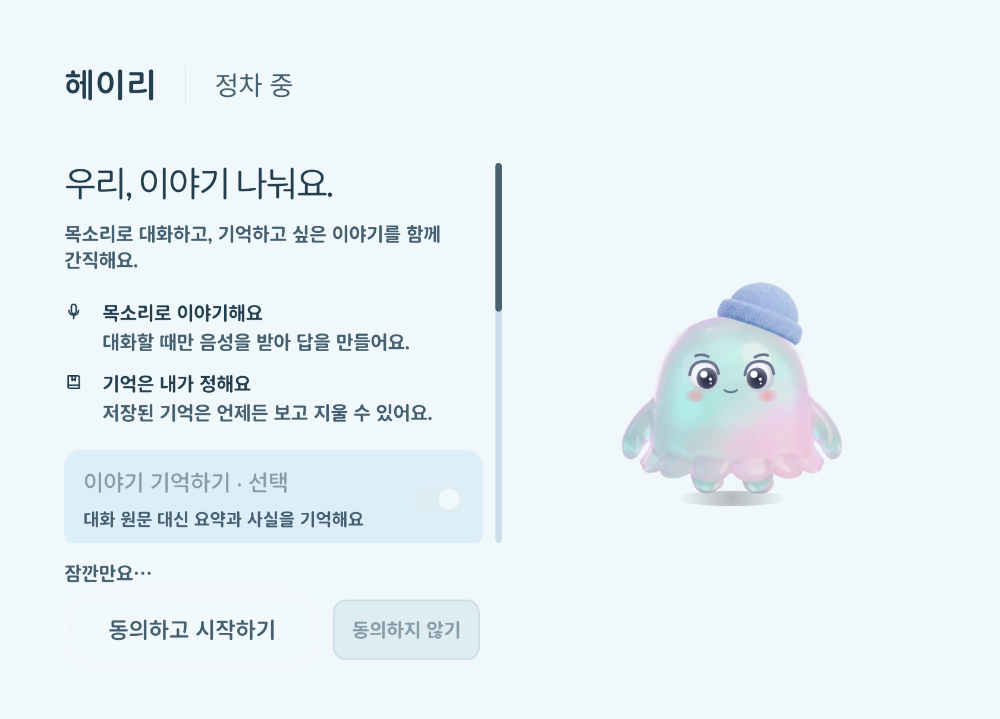 헤이리
정차 중
우리, 이야기 나눠요.
목소리로 대화하고, 기억하고 싶은 이야기를 함께
간직해요.
목소리로 이야기해요
대화할 때만 음성을 받아 답을 만들어요.
기억은 내가 정해요
저장된 기억은 언제든 보고 지울 수 있어요.
이야기 기억하기 · 선택
대화 원문 대신 요약과 사실을 기억해요
잠깐만요…
동의하고 시작하기
동의하지 않기